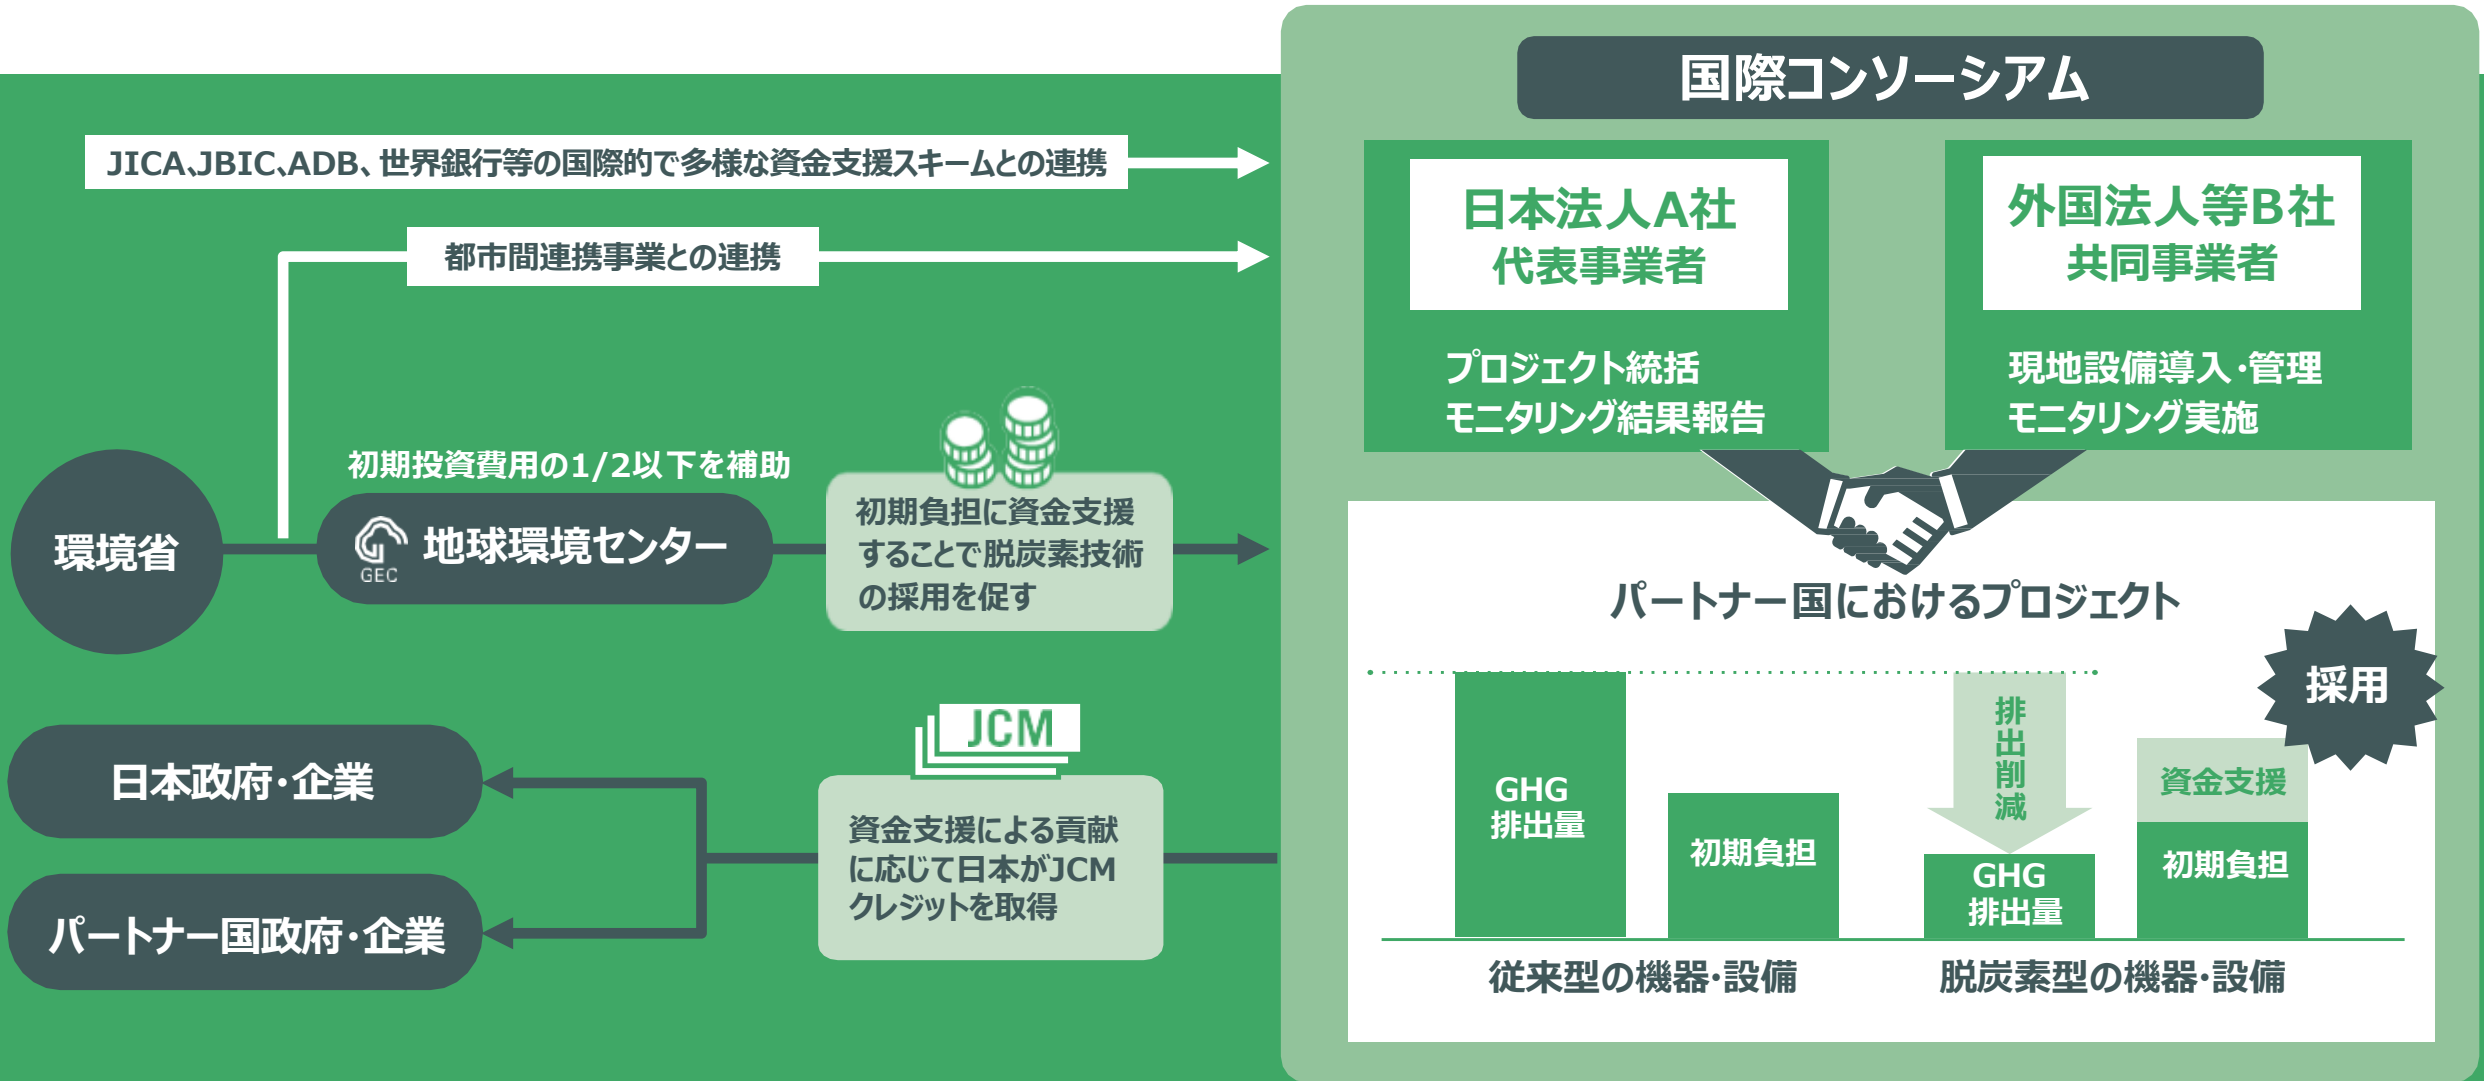 国際コンソーシアム
JICA、JBIC、ADB、世界銀行等の国際的で多様な資金支援スキームとの連携
都市間連携事業との連携
日本法人A社
代表事業者
プロジェクト統括
モニタリング結果報告
外国法人等B社
共同事業者
現地設備導入・管理
モニタリング実施
環境省
初期投資費用の1/2以下を補助
GEC
地球環境センター
初期負担に資金支援
することで脱炭素技術
の採用を促す
日本政府・企業
パートナー国政府・企業
JCM
資金支援による貢献
に応じて日本がJCM
クレジットを取得
パートナー国におけるプロジェクト
採用
GHG
排出量
初期負担
排出削減
GHG
排出量
資金支援
初期負担
従来型の機器・設備
脱炭素型の機器・設備